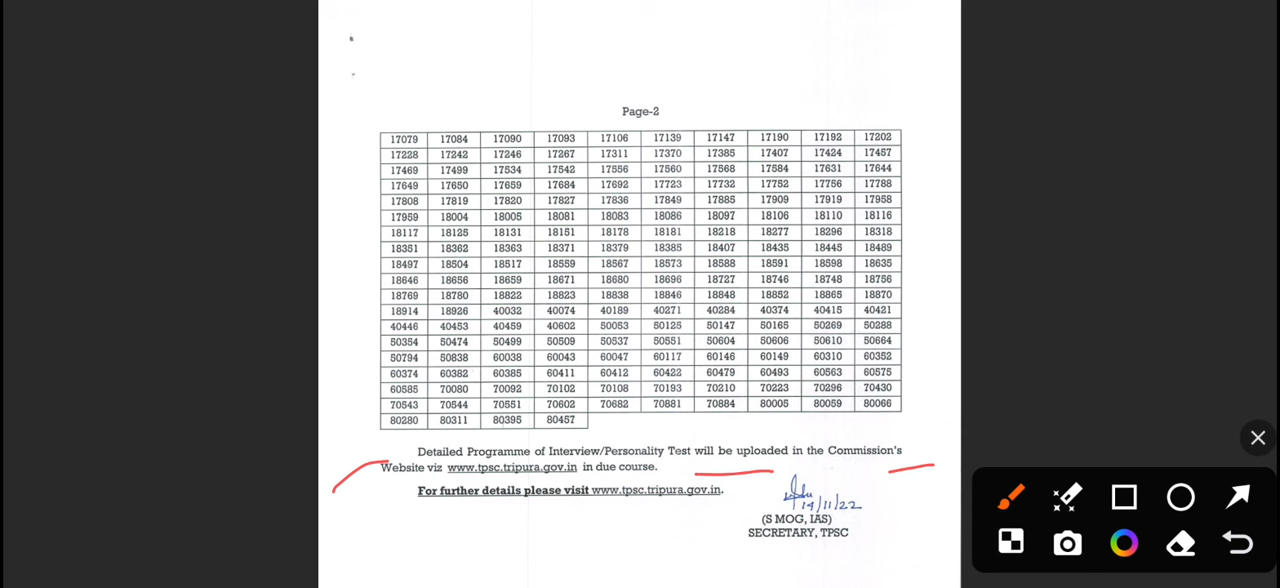 Page-2
17079 17084 17090 17093 17106 17139 17147 17190 17192 17202
17228 17242 17246 17267 17311 17370 17385 17407 17424 17457
17469 17499 17534 17542 17556 17560 17568 17584 17631 17644
17649 17650 17659 17684 17692 17723 17732 17752 17756 17788
17808 17819 17820 17827 17836 17849 17885 17909 17919 17958
17959 18004 18005 18081 18083 18086 18097 18106 18110 18116
18117 18125 18131 18151 18178 18181 18218 18277 18296 18318
18351 18362 18363 18371 18379 18385 18407 18435 18445 18489
18497 18504 18517 18559 18567 18573 18588 18591 18598 18635
18646 18656 18659 18671 18680 18696 18727 18746 18748 18756
18769 18780 18822 18823 18838 18846 18848 18852 18865 18870
18914 18926 40032 40074 40189 40271 40284 40374 40415 40421
40446 40453 40459 40602 50053 50125 50147 50165 50269 50288
50354 50474 50499 50509 50537 50551 50604 50606 50610 50664
50794 50838 60038 60043 60047 60117 60146 60149 60310 60352
60374 60382 60385 60411 60412 60422 60479 60493 60563 60575
60585 70080 70092 70102 70108 70193 70210 70223 70296 70430
70543 70544 70551 70602 70682 70881 70884 80005 80059 80066
80280 80311 80395 80457
Detailed Programme of Interview/Personality Test will be uploaded in the Commission's
Website viz www.tpsc.tripura.gov.in in due course.
For further details please visit www.tpsc.tripura.gov.in.
14/11/22
(S MOG, IAS)
SECRETARY, TPSC